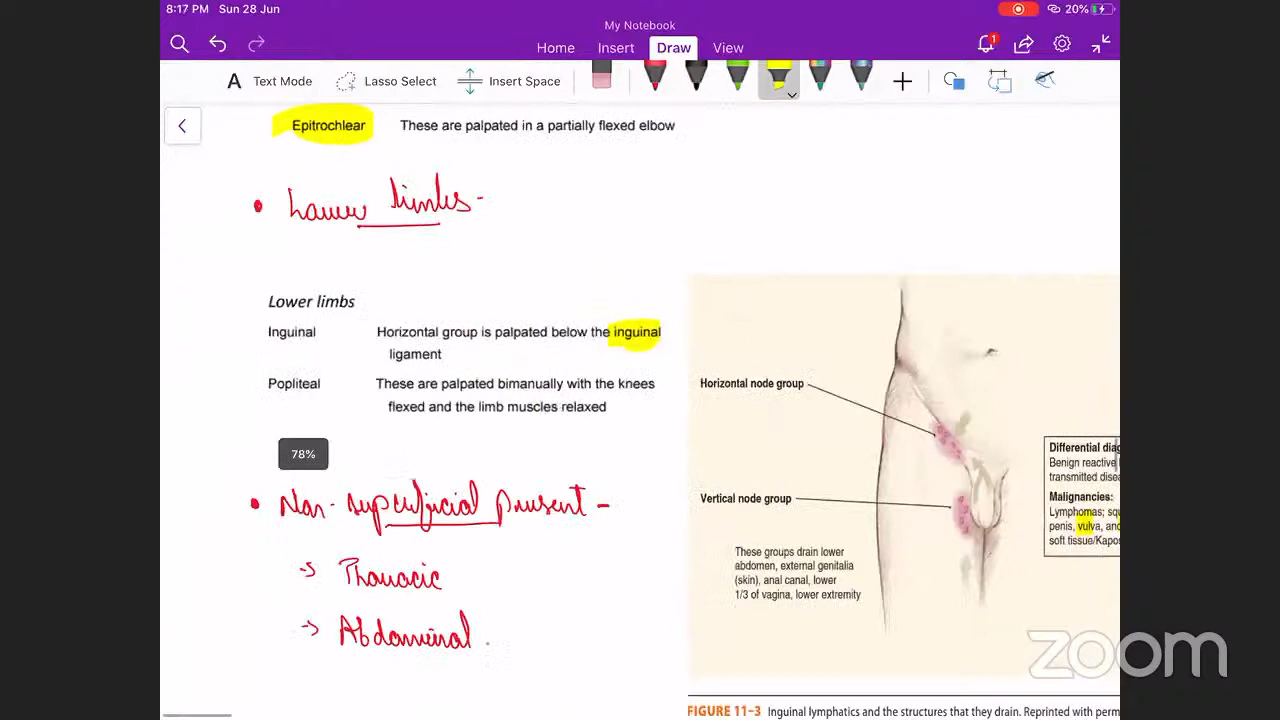 8:17 PM Sun 28 Jun
20%
My Notebook
Home Insert Draw View
1
A Text Mode Lasso Select Insert Space
Epitrochlear These are palpated in a partially flexed elbow
• Lower limbs -
Lower limbs
Inguinal Horizontal group is palpated below the inguinal
ligament
Popliteal These are palpated bimanually with the knees
flexed and the limb muscles relaxed
78%
• Non-superficial present -
→ Thoracic
→ Abdominal
Horizontal node group
Vertical node group
These groups drain lower
abdomen, external genitalia
(skin), anal canal, lower
1/3 of vagina, lower extremity
Differential diag
Benign reactive
transmitted disea
Malignancies:
Lymphomas; squ
penis, vulva, and
soft tissue/Kapos
zoom
FIGURE 11-3 Inguinal lymphatics and the structures that they drain. Reprinted with perm